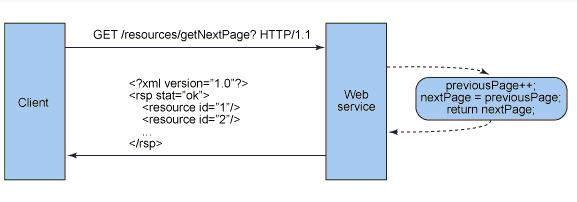 GET /resources/getNextPage? HTTP/1.1
Client
<?xml version="1.0"?>
<rsp stat="ok">
<resource id="1"/>
<resource id="2"/>
...
</rsp>
Web
service
previousPage++;
nextPage = previousPage;
return nextPage;